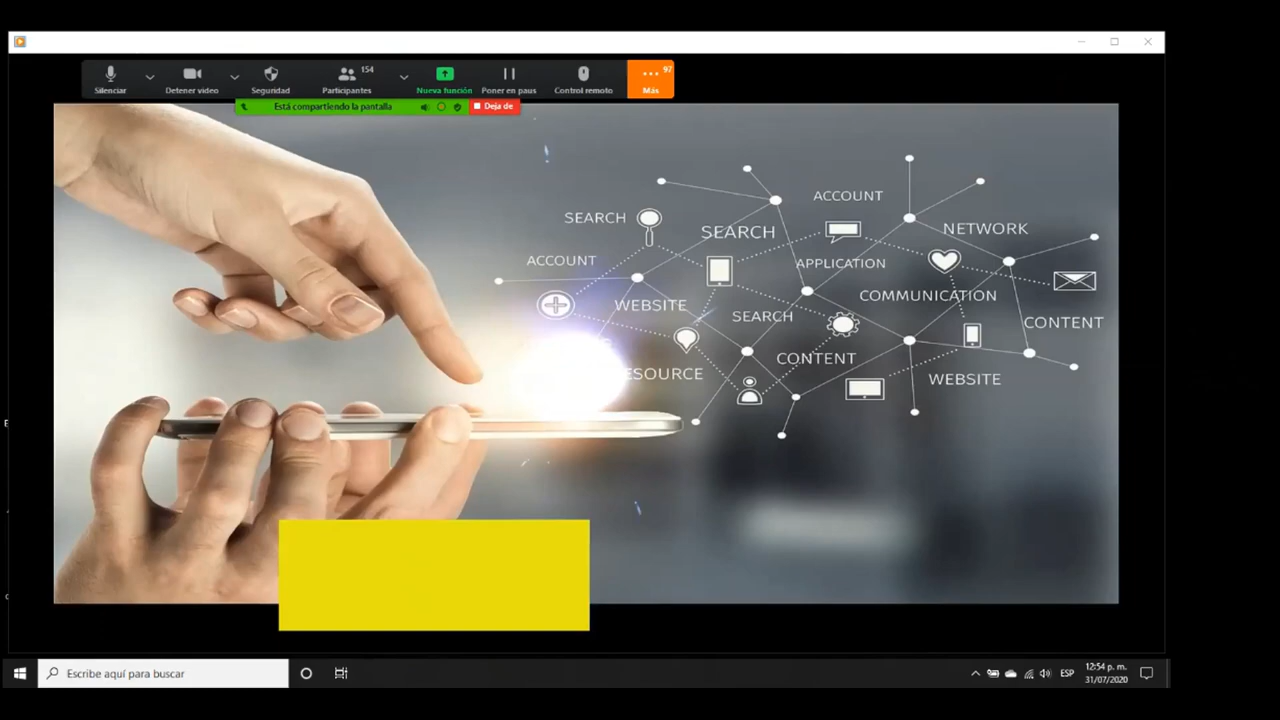 Silenciar
Detener video
Seguridad
154
Participantes
Nueva función
Poner en paus
Control remoto
97
Más
Está compartiendo la pantalla
Deja de
ACCOUNT
SEARCH
SEARCH
NETWORK
ACCOUNT
APPLICATION
COMMUNICATION
WEBSITE
SEARCH
CONTENT
CONTENT
ESOURCE
WEBSITE
Escribe aquí para buscar
ESP
12:54 p. m.
31/07/2020